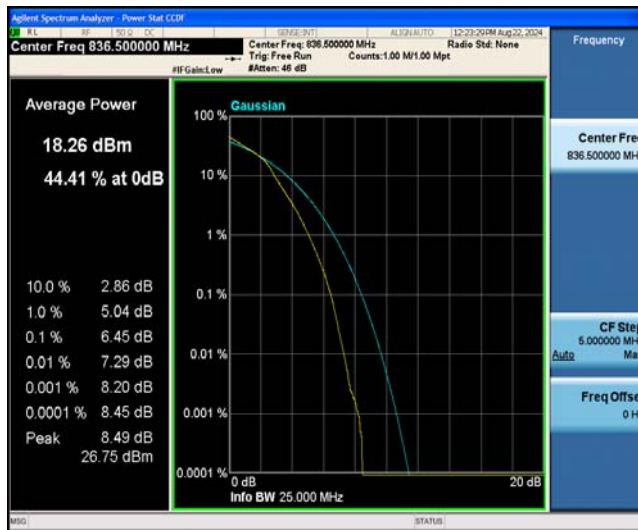 Agilent Spectrum Analyzer - Power Stat CCDF
RL RF 50 Ω DC SENSE:INT ALIGN AUTO 12:23:29 PM Aug 22, 2024
Center Freq 836.500000 MHz
Center Freq: 836.500000 MHz Radio Std: None
Trig: Free Run Counts:1.00 M/1.00 Mpt
#IFGain:Low #Atten: 46 dB
Frequency
Average Power
18.26 dBm
44.41 % at 0dB
10.0 % 2.86 dB
1.0 % 5.04 dB
0.1 % 6.45 dB
0.01 % 7.29 dB
0.001 % 8.20 dB
0.0001 % 8.45 dB
Peak 8.49 dB
26.75 dBm
Gaussian
100 %
10 %
1 %
0.1 %
0.01 %
0.001 %
0.0001 %
0 dB 20 dB
Info BW 25.000 MHz
Center Fre
836.500000 MH
CF Step
5.000000 MH
Auto Ma
Freq Offse
0 H
MSG STATUS